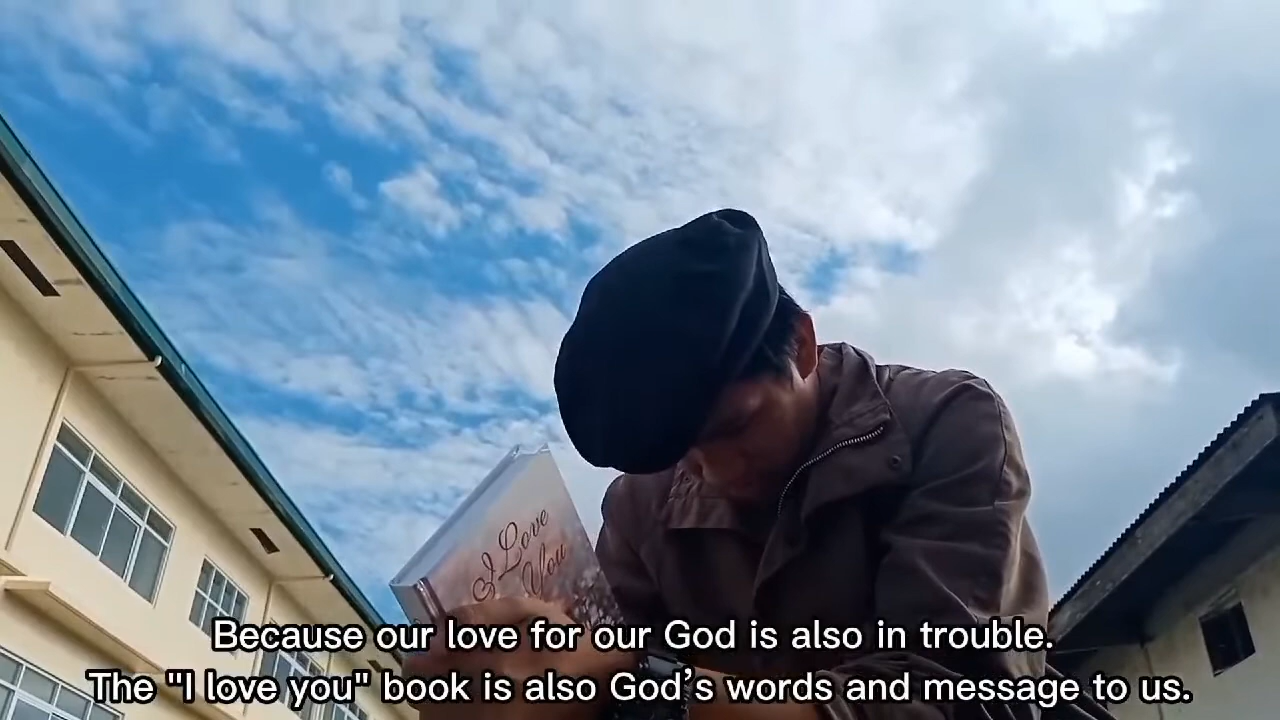 I Love
You
Because our love for our God is also in trouble.
The "I love you" book is also God's words and message to us.